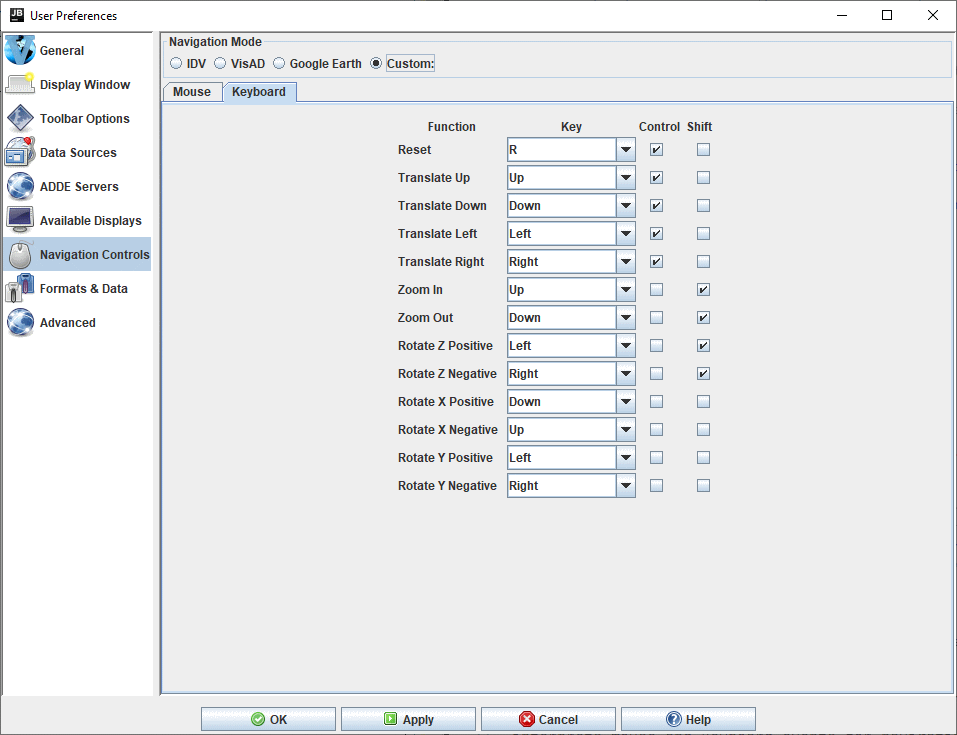 JB User Preferences
General
Display Window
Toolbar Options
Data Sources
ADDE Servers
Available Displays
Navigation Controls
Formats & Data
Advanced
Navigation Mode
IDV VisAD Google Earth Custom:
Mouse Keyboard
Function Key Control Shift
Reset R
Translate Up Up
Translate Down Down
Translate Left Left
Translate Right Right
Zoom In Up
Zoom Out Down
Rotate Z Positive Left
Rotate Z Negative Right
Rotate X Positive Down
Rotate X Negative Up
Rotate Y Positive Left
Rotate Y Negative Right
OK Apply Cancel Help